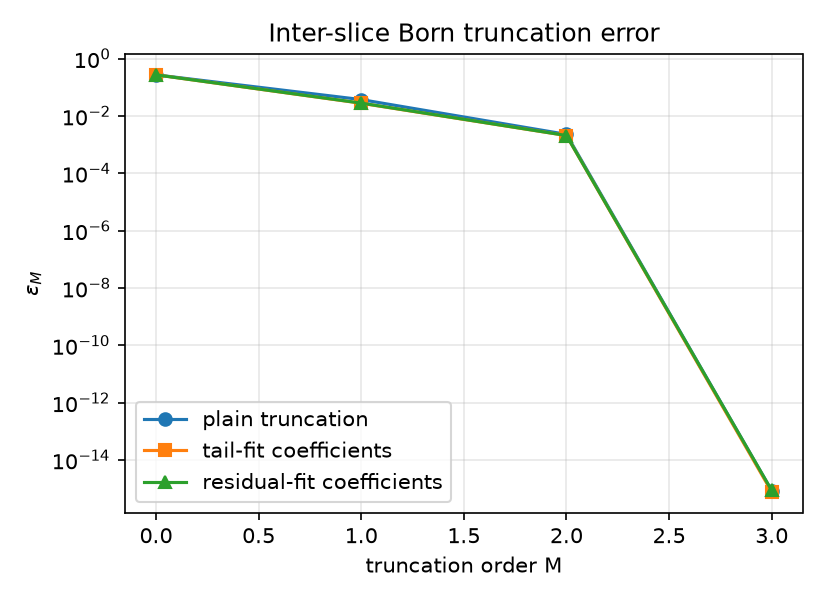 Inter-slice Born truncation error
10⁰
10⁻²
10⁻⁴
10⁻⁶
10⁻⁸
10⁻¹⁰
10⁻¹²
10⁻¹⁴
ε_M
plain truncation
tail-fit coefficients
residual-fit coefficients
0.0 0.5 1.0 1.5 2.0 2.5 3.0
truncation order M